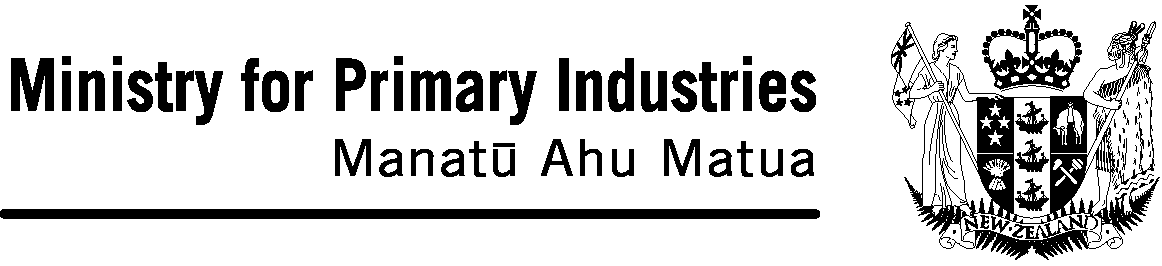 Ministry for Primary Industries
Manatū Ahu Matua
NEW·ZEALAND